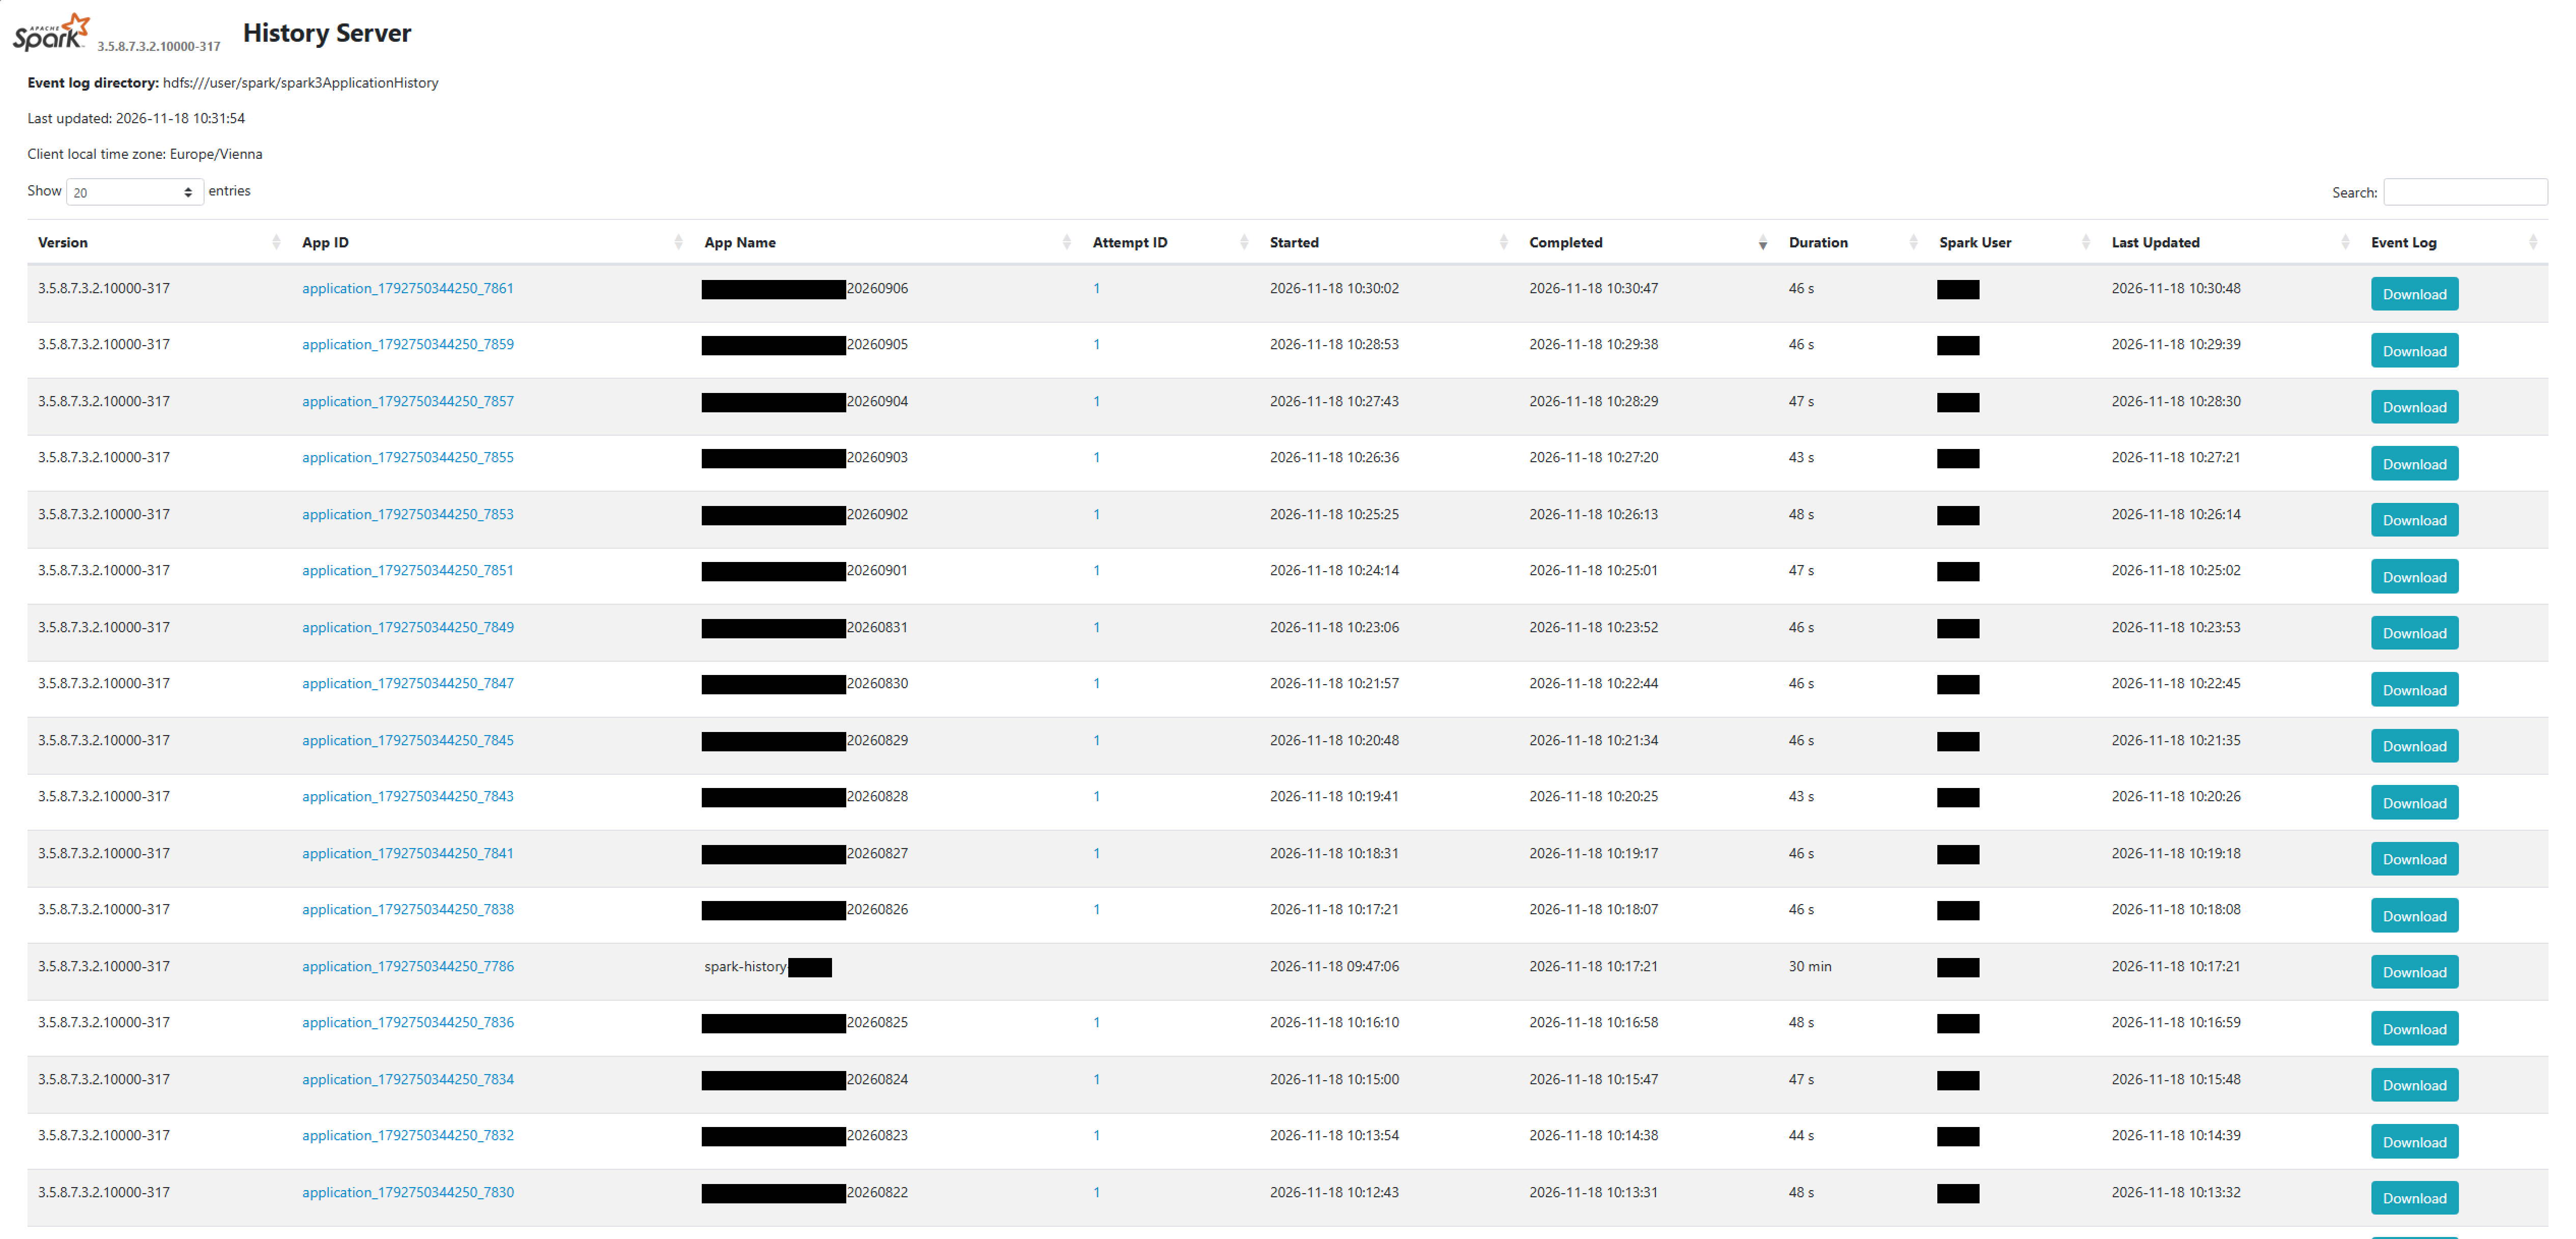 APACHE
Spark 3.5.8.7.3.2.10000-317 History Server
Event log directory: hdfs:///user/spark/spark3ApplicationHistory
Last updated: 2026-11-18 10:31:54
Client local time zone: Europe/Vienna
Show 20 entries Search:
Version App ID App Name Attempt ID Started Completed Duration Spark User Last Updated Event Log
3.5.8.7.3.2.10000-317 application_1792750344250_7861 20260906 1 2026-11-18 10:30:02 2026-11-18 10:30:47 46 s 2026-11-18 10:30:48 Download
3.5.8.7.3.2.10000-317 application_1792750344250_7859 20260905 1 2026-11-18 10:28:53 2026-11-18 10:29:38 46 s 2026-11-18 10:29:39 Download
3.5.8.7.3.2.10000-317 application_1792750344250_7857 20260904 1 2026-11-18 10:27:43 2026-11-18 10:28:29 47 s 2026-11-18 10:28:30 Download
3.5.8.7.3.2.10000-317 application_1792750344250_7855 20260903 1 2026-11-18 10:26:36 2026-11-18 10:27:20 43 s 2026-11-18 10:27:21 Download
3.5.8.7.3.2.10000-317 application_1792750344250_7853 20260902 1 2026-11-18 10:25:25 2026-11-18 10:26:13 48 s 2026-11-18 10:26:14 Download
3.5.8.7.3.2.10000-317 application_1792750344250_7851 20260901 1 2026-11-18 10:24:14 2026-11-18 10:25:01 47 s 2026-11-18 10:25:02 Download
3.5.8.7.3.2.10000-317 application_1792750344250_7849 20260831 1 2026-11-18 10:23:06 2026-11-18 10:23:52 46 s 2026-11-18 10:23:53 Download
3.5.8.7.3.2.10000-317 application_1792750344250_7847 20260830 1 2026-11-18 10:21:57 2026-11-18 10:22:44 46 s 2026-11-18 10:22:45 Download
3.5.8.7.3.2.10000-317 application_1792750344250_7845 20260829 1 2026-11-18 10:20:48 2026-11-18 10:21:34 46 s 2026-11-18 10:21:35 Download
3.5.8.7.3.2.10000-317 application_1792750344250_7843 20260828 1 2026-11-18 10:19:41 2026-11-18 10:20:25 43 s 2026-11-18 10:20:26 Download
3.5.8.7.3.2.10000-317 application_1792750344250_7841 20260827 1 2026-11-18 10:18:31 2026-11-18 10:19:17 46 s 2026-11-18 10:19:18 Download
3.5.8.7.3.2.10000-317 application_1792750344250_7838 20260826 1 2026-11-18 10:17:21 2026-11-18 10:18:07 46 s 2026-11-18 10:18:08 Download
3.5.8.7.3.2.10000-317 application_1792750344250_7786 spark-history- 2026-11-18 09:47:06 2026-11-18 10:17:21 30 min 2026-11-18 10:17:21 Download
3.5.8.7.3.2.10000-317 application_1792750344250_7836 20260825 1 2026-11-18 10:16:10 2026-11-18 10:16:58 48 s 2026-11-18 10:16:59 Download
3.5.8.7.3.2.10000-317 application_1792750344250_7834 20260824 1 2026-11-18 10:15:00 2026-11-18 10:15:47 47 s 2026-11-18 10:15:48 Download
3.5.8.7.3.2.10000-317 application_1792750344250_7832 20260823 1 2026-11-18 10:13:54 2026-11-18 10:14:38 44 s 2026-11-18 10:14:39 Download
3.5.8.7.3.2.10000-317 application_1792750344250_7830 20260822 1 2026-11-18 10:12:43 2026-11-18 10:13:31 48 s 2026-11-18 10:13:32 Download